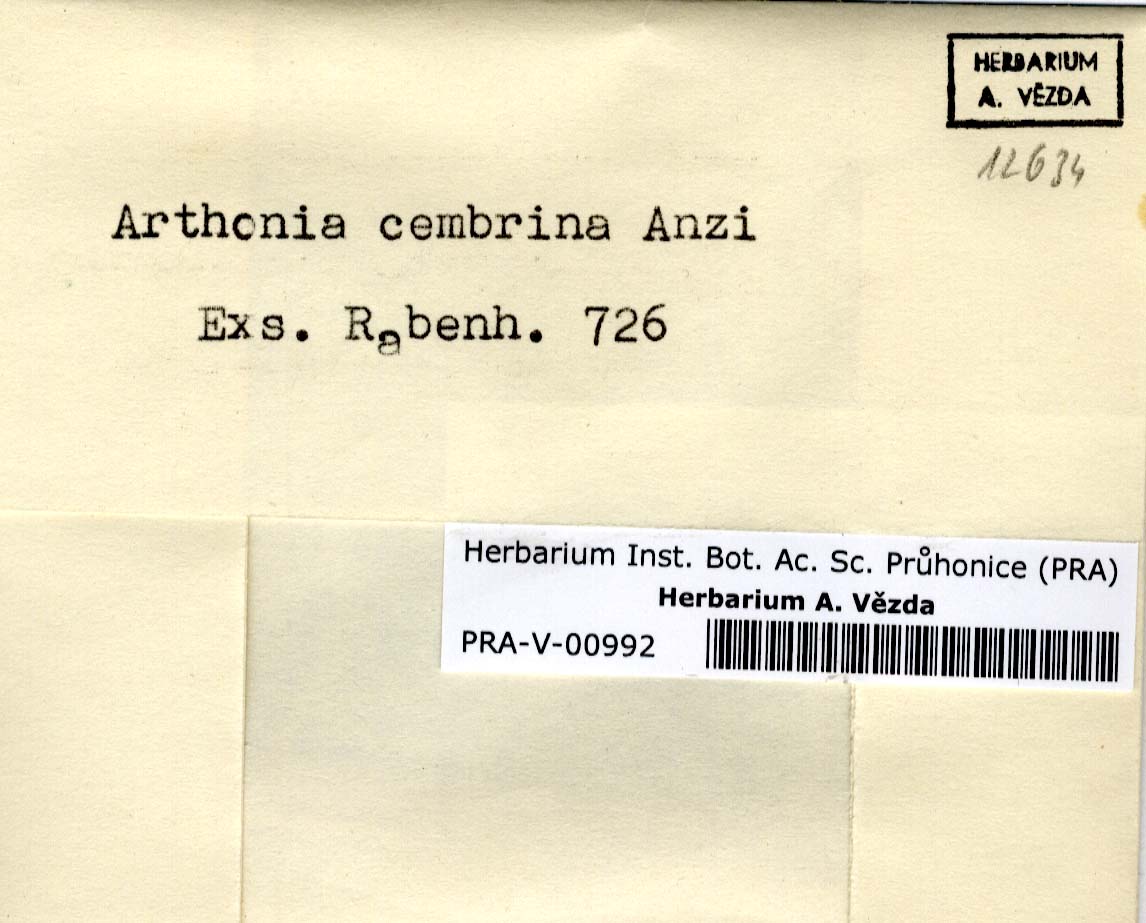 HERBARIUM
A. VĚZDA
12634
Arthonia cembrina Anzi
Exs. Rabenh. 726
Herbarium Inst. Bot. Ac. Sc. Průhonice (PRA)
Herbarium A. Vězda
PRA-V-00992